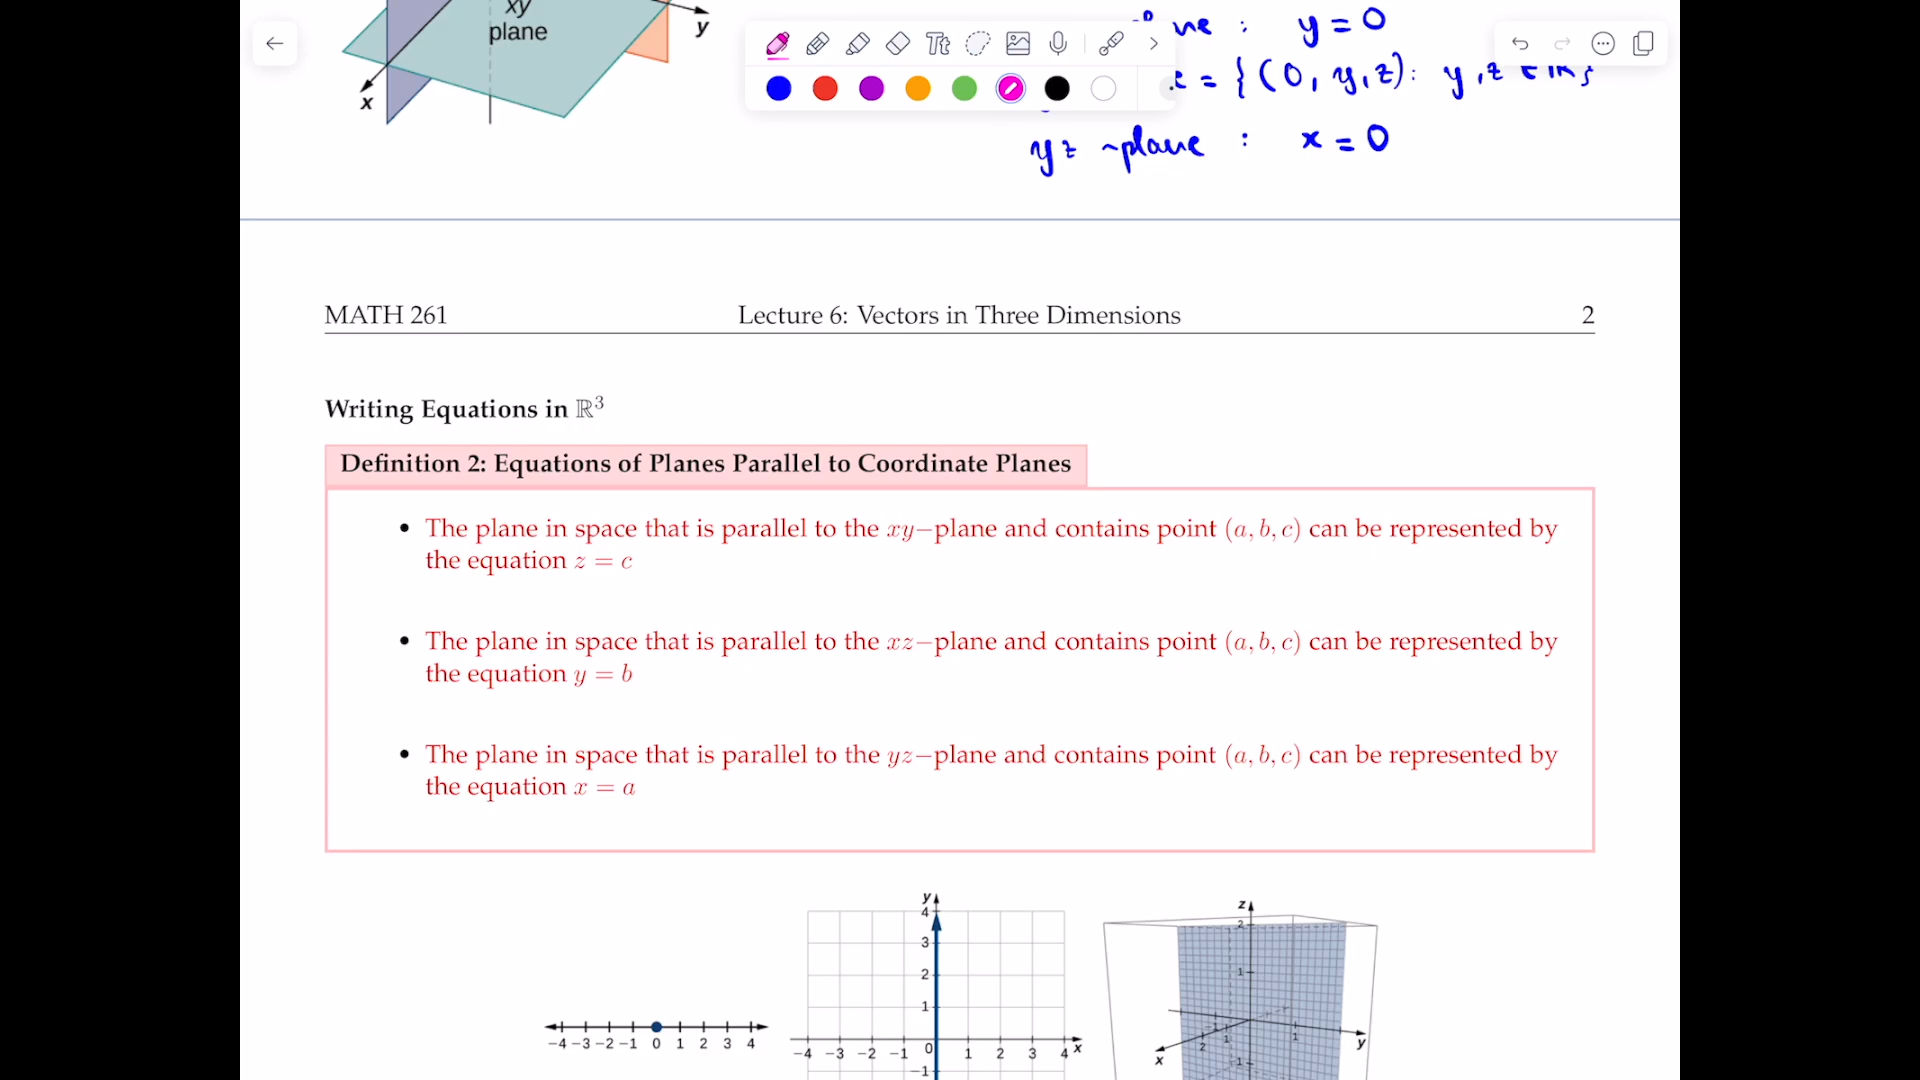 xy
plane
y
x
: y = 0
= { (0, y, z) : y, z ∈ ℝ }
yz -plane : x = 0
Tt
MATH 261 Lecture 6: Vectors in Three Dimensions 2
Writing Equations in ℝ³
Definition 2: Equations of Planes Parallel to Coordinate Planes
• The plane in space that is parallel to the xy−plane and contains point (a, b, c) can be represented by
the equation z = c
• The plane in space that is parallel to the xz−plane and contains point (a, b, c) can be represented by
the equation y = b
• The plane in space that is parallel to the yz−plane and contains point (a, b, c) can be represented by
the equation x = a
−4 −3 −2 −1 0 1 2 3 4
y
4
3
2
1
−4 −3 −2 −1 0 1 2 3 4 x
−1
z
2
1
−1
2 1 1
x y
−1